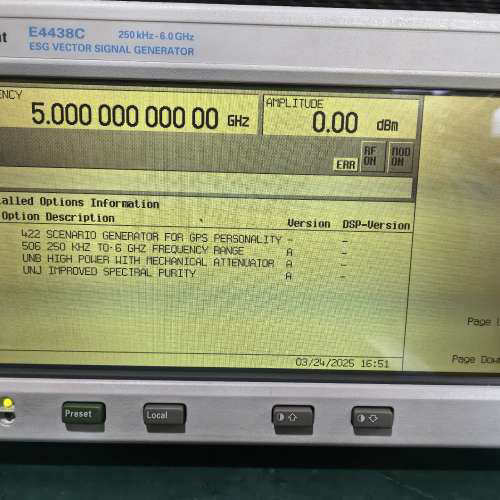 nt E4438C 250 kHz - 6.0 GHz
ESG VECTOR SIGNAL GENERATOR
ENCY
5.000 000 000 00 GHz
AMPLITUDE
0.00 dBm
ERR RF ON MOD ON
alled Options Information
Option Description Version DSP-Version
422 SCENARIO GENERATOR FOR GPS PERSONALITY - -
506 250 KHZ TO-6 GHZ FREQUENCY RANGE A -
UNB HIGH POWER WITH MECHANICAL ATTENUATOR A -
UNJ IMPROVED SPECTRAL PURITY A -
Page
03/24/2025 16:51
Page Dow
Preset Local